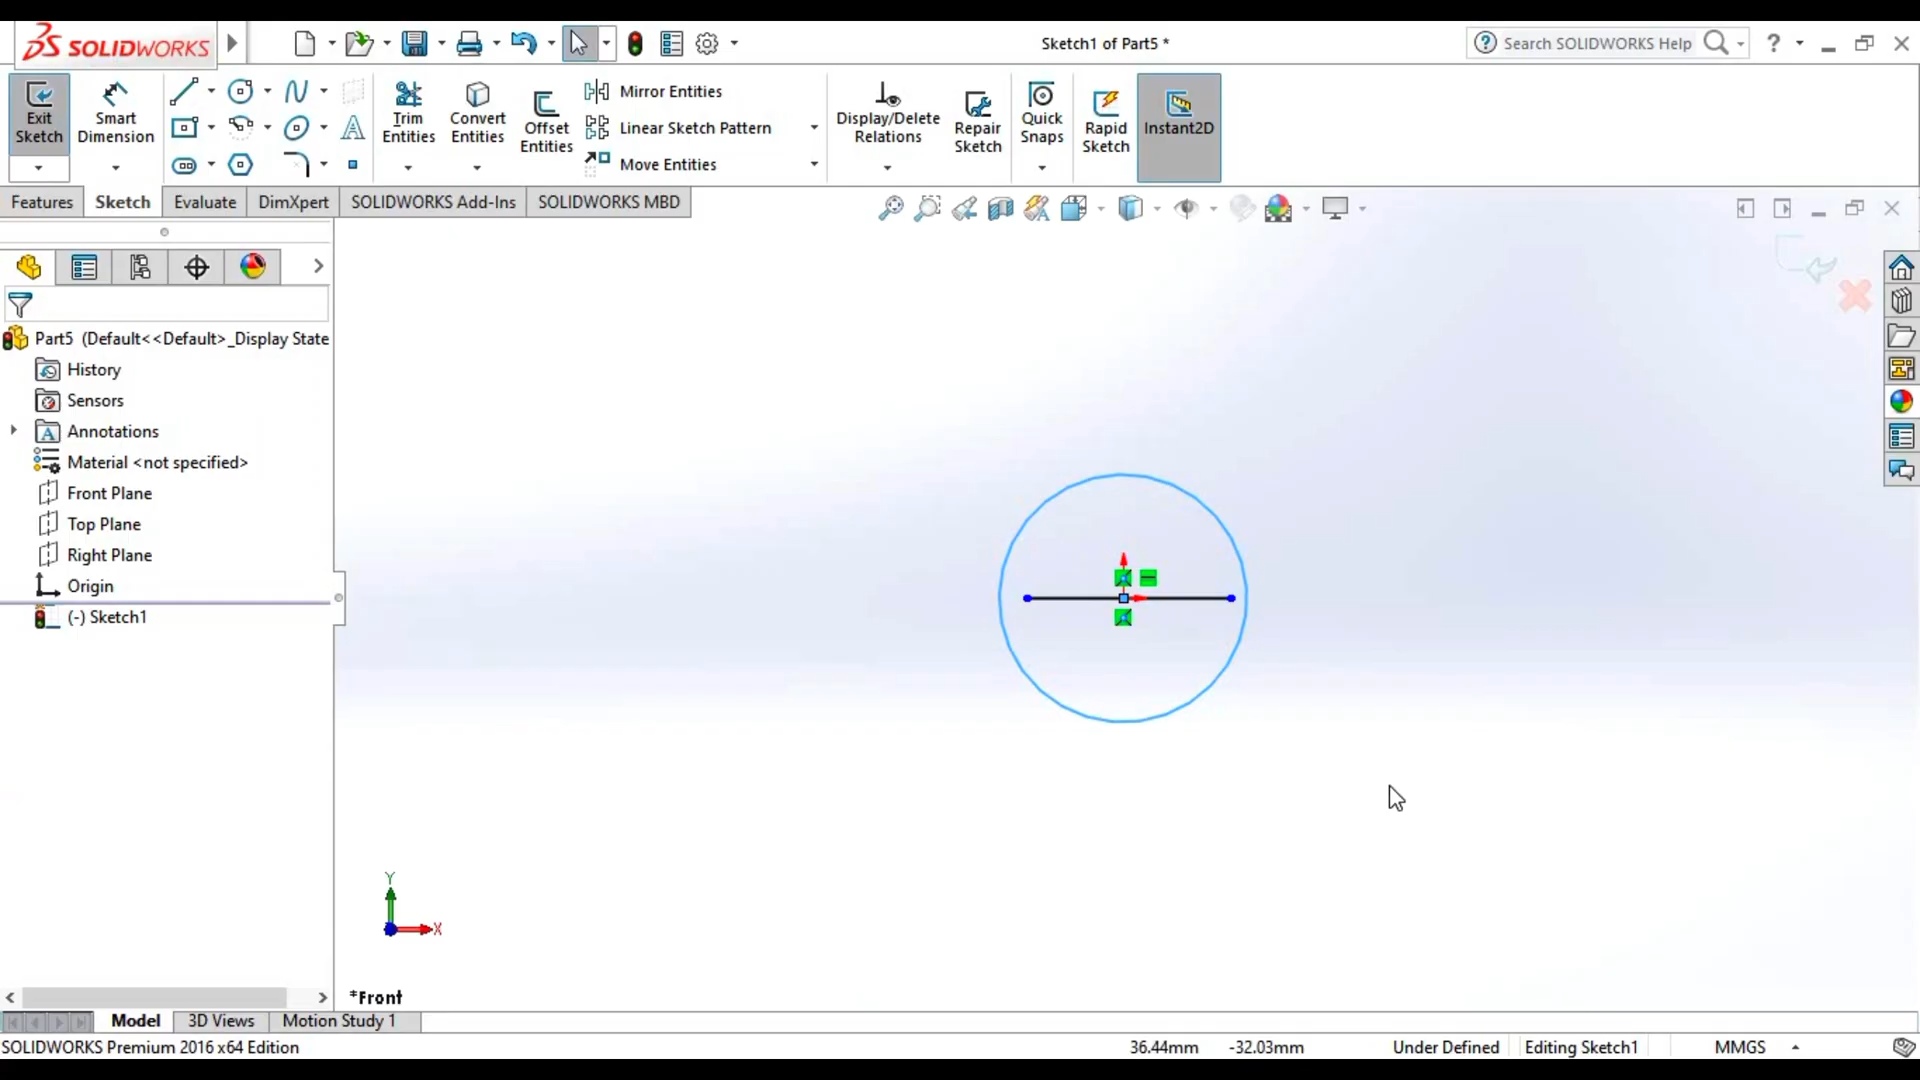 SOLIDWORKS
Sketch1 of Part5 *
Search SOLIDWORKS Help
Exit Sketch
Smart Dimension
Trim Entities
Convert Entities
Offset Entities
Mirror Entities
Linear Sketch Pattern
Move Entities
Display/Delete Relations
Repair Sketch
Quick Snaps
Rapid Sketch
Instant2D
Features Sketch Evaluate DimXpert SOLIDWORKS Add-Ins SOLIDWORKS MBD
Part5 (Default<<Default>_Display State
History
Sensors
Annotations
Material <not specified>
Front Plane
Top Plane
Right Plane
Origin
(-) Sketch1
Y
X
*Front
Model 3D Views Motion Study 1
SOLIDWORKS Premium 2016 x64 Edition 36.44mm -32.03mm Under Defined Editing Sketch1 MMGS